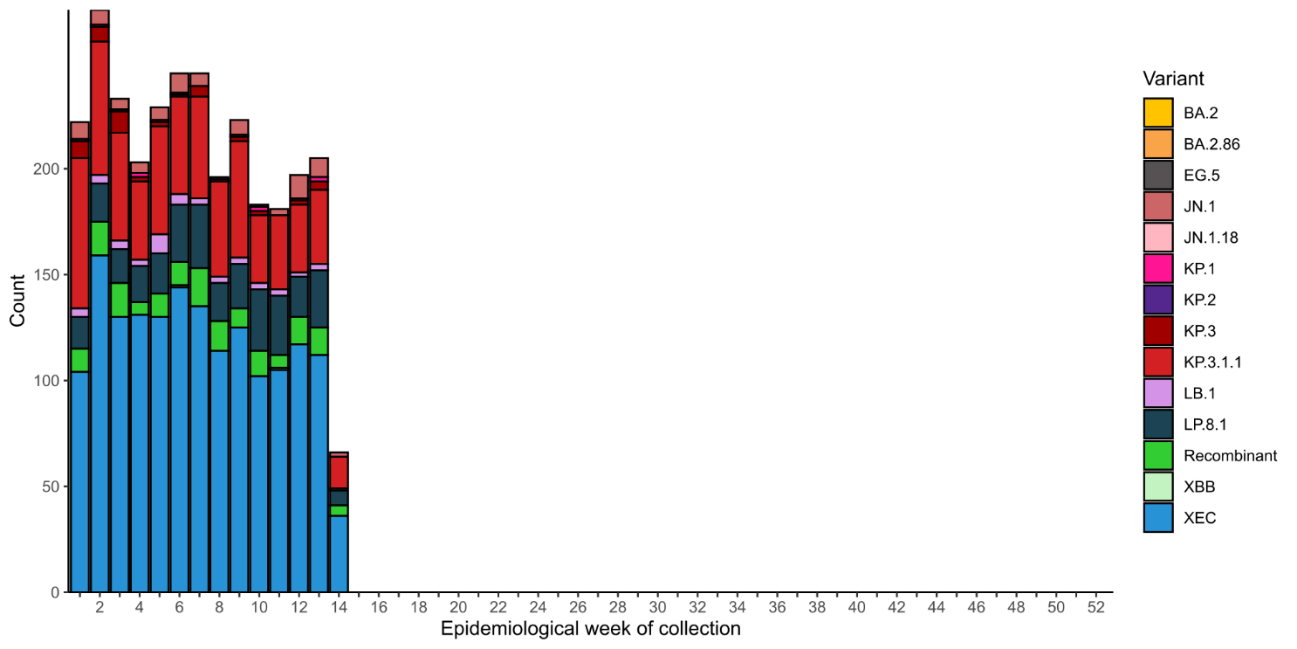 Count
200
150
100
50
0
2 4 6 8 10 12 14 16 18 20 22 24 26 28 30 32 34 36 38 40 42 44 46 48 50 52
Epidemiological week of collection
Variant
BA.2
BA.2.86
EG.5
JN.1
JN.1.18
KP.1
KP.2
KP.3
KP.3.1.1
LB.1
LP.8.1
Recombinant
XBB
XEC